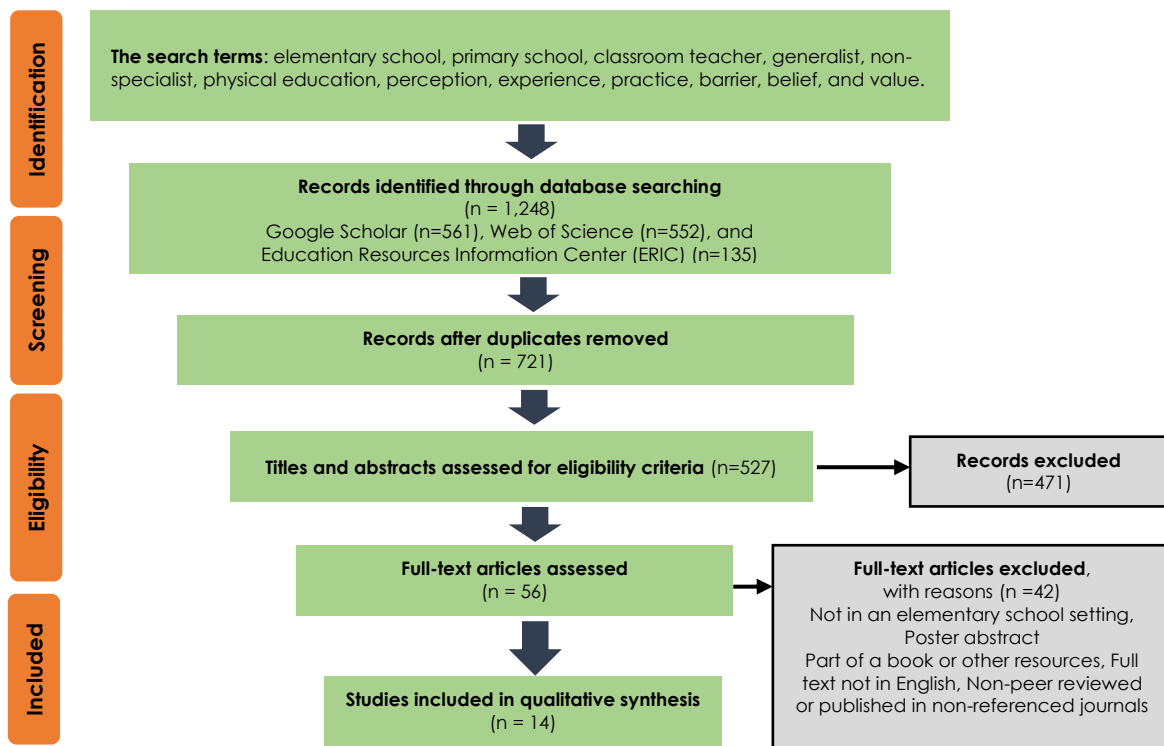 Identification
The search terms: elementary school, primary school, classroom teacher, generalist, non-
specialist, physical education, perception, experience, practice, barrier, belief, and value.
Records identified through database searching
(n = 1,248)
Google Scholar (n=561), Web of Science (n=552), and
Education Resources Information Center (ERIC) (n=135)
Screening
Records after duplicates removed
(n = 721)
Eligibility
Titles and abstracts assessed for eligibility criteria (n=527)
Records excluded
(n=471)
Full-text articles assessed
(n = 56)
Full-text articles excluded,
with reasons (n =42)
Not in an elementary school setting,
Poster abstract
Part of a book or other resources, Full
text not in English, Non-peer reviewed
or published in non-referenced journals
Included
Studies included in qualitative synthesis
(n = 14)